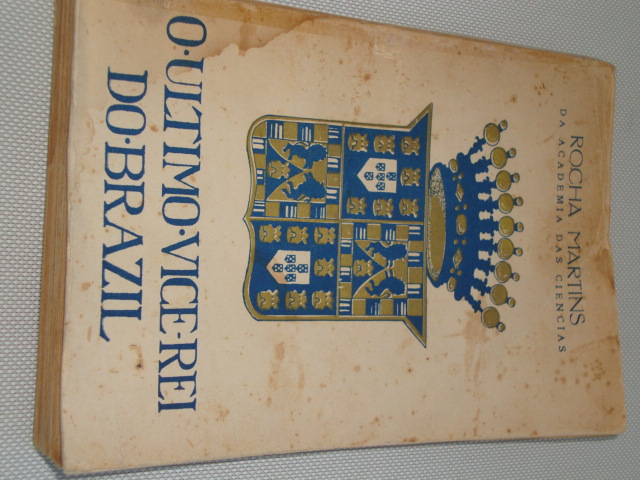 ROCHA MARTINS
DA ACADEMIA DAS CIENCIAS
O·ULTIMO·VICE·REI
DO·BRAZIL